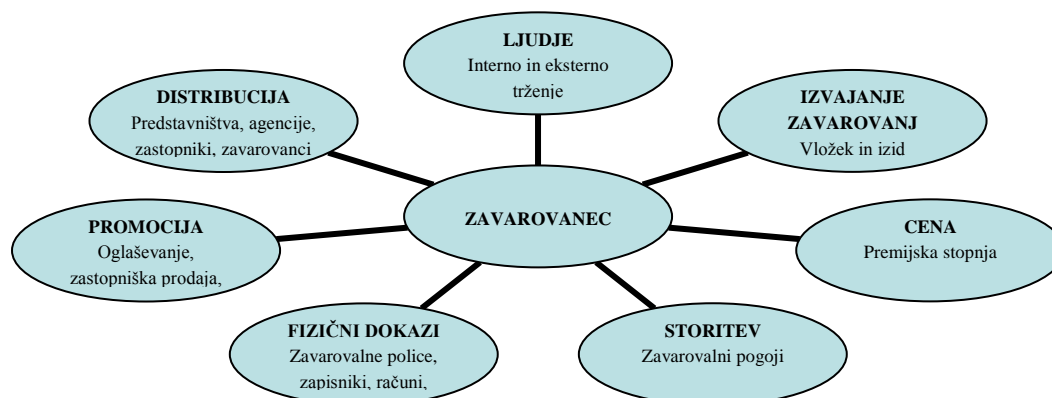 LJUDJE
Interno in eksterno
trženje
DISTRIBUCIJA
Predstavništva, agencije,
zastopniki, zavarovanci
IZVAJANJE
ZAVAROVANJ
Vložek in izid
ZAVAROVANEC
PROMOCIJA
Oglaševanje,
zastopniška prodaja,
CENA
Premijska stopnja
FIZIČNI DOKAZI
Zavarovalne police,
zapisniki, računi,
STORITEV
Zavarovalni pogoji